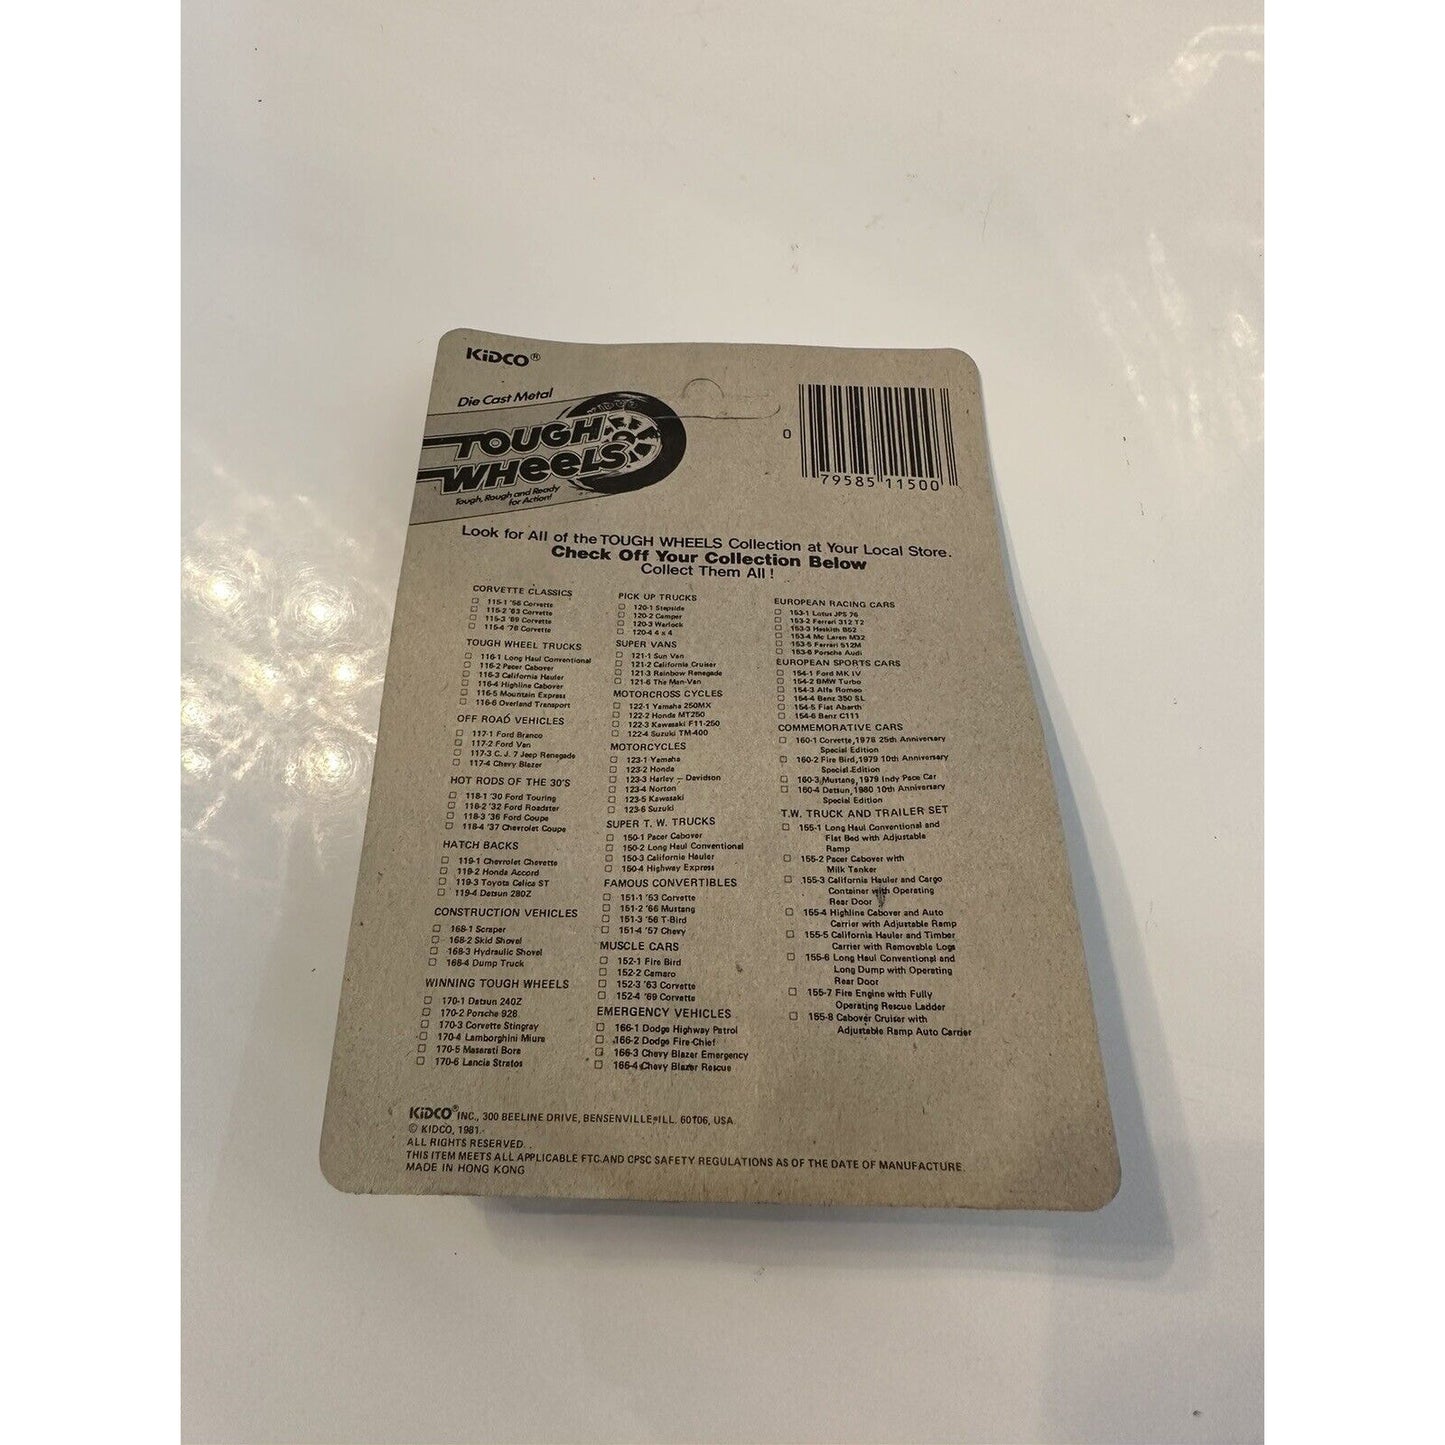 KiDCO®
Die Cast Metal
TOUGH
WHEELS
Tough, Rough and Ready
for Action!
0 79585 11500
Look for All of the TOUGH WHEELS Collection at Your Local Store.
Check Off Your Collection Below
Collect Them All !
CORVETTE CLASSICS
115-1 '56 Corvette
115-2 '63 Corvette
115-3 '69 Corvette
115-4 '78 Corvette
TOUGH WHEEL TRUCKS
116-1 Long Haul Conventional
116-2 Pacer Cabover
116-3 California Hauler
116-4 Highline Cabover
116-5 Mountain Express
116-6 Overland Transport
OFF ROAD VEHICLES
117-1 Ford Branco
117-2 Ford Van
117-3 C. J. 7 Jeep Renegade
117-4 Chevy Blazer
HOT RODS OF THE 30'S
118-1 '30 Ford Touring
118-2 '32 Ford Roadster
118-3 '36 Ford Coupe
118-4 '37 Chevrolet Coupe
HATCH BACKS
119-1 Chevrolet Chevette
119-2 Honda Accord
119-3 Toyota Celica ST
119-4 Datsun 280Z
CONSTRUCTION VEHICLES
168-1 Scraper
168-2 Skid Shovel
168-3 Hydraulic Shovel
168-4 Dump Truck
WINNING TOUGH WHEELS
170-1 Datsun 240Z
170-2 Porsche 928
170-3 Corvette Stingray
170-4 Lamborghini Miura
170-5 Maserati Bora
170-6 Lancia Stratos
PICK UP TRUCKS
120-1 Stepside
120-2 Camper
120-3 Warlock
120-4 4 x 4
SUPER VANS
121-1 Sun Van
121-2 California Cruiser
121-3 Rainbow Renegade
121-6 The Man-Van
MOTORCROSS CYCLES
122-1 Yamaha 250MX
122-2 Honda MT250
122-3 Kawasaki F11-250
122-4 Suzuki TM-400
MOTORCYCLES
123-1 Yamaha
123-2 Honda
123-3 Harley – Davidson
123-4 Norton
123-5 Kawasaki
123-6 Suzuki
SUPER T. W. TRUCKS
150-1 Pacer Cabover
150-2 Long Haul Conventional
150-3 California Hauler
150-4 Highway Express
FAMOUS CONVERTIBLES
151-1 '53 Corvette
151-2 '66 Mustang
151-3 '56 T-Bird
151-4 '57 Chevy
MUSCLE CARS
152-1 Fire Bird
152-2 Camaro
152-3 '63 Corvette
152-4 '69 Corvette
EMERGENCY VEHICLES
166-1 Dodge Highway Patrol
166-2 Dodge Fire Chief
166-3 Chevy Blazer Emergency
166-4 Chevy Blazer Rescue
EUROPEAN RACING CARS
153-1 Lotus JPS 76
153-2 Ferrari 312 T2
153-3 Heskith
153-4 Mc Laren
153-5 Ferrari 512M
153-6 Porsche Audi
EUROPEAN SPORTS CARS
154-1 Ford MK IV
154-2 BMW Turbo
154-3 Alfa Romeo
154-4 Benz 350 SL
154-5 Fiat Abarth
154-6 Benz C111
COMMEMORATIVE CARS
160-1 Corvette, 1978 25th Anniversary
Special Edition
160-2 Fire Bird, 1979 10th Anniversary
Special Edition
160-3 Mustang, 1979 Indy Pace Car
160-4 Datsun, 1980 10th Anniversary
Special Edition
T.W. TRUCK AND TRAILER SET
155-1 Long Haul Conventional and
Flat Bed with Adjustable
Ramp
155-2 Pacer Cabover with
Milk Tanker
155-3 California Hauler and Cargo
Container with Operating
Rear Door
155-4 Highline Cabover and Auto
Carrier with Adjustable Ramp
155-5 California Hauler and Timber
Carrier with Removable Logs
155-6 Long Haul Conventional and
Long Dump with Operating
Rear Door
155-7 Fire Engine with Fully
Operating Rescue Ladder
155-8 Cabover Cruiser with
Adjustable Ramp Auto Carrier
KiDCO® INC., 300 BEELINE DRIVE, BENSENVILLE, ILL. 60106, USA
© KIDCO, 1981.
ALL RIGHTS RESERVED.
THIS ITEM MEETS ALL APPLICABLE FTC AND CPSC SAFETY REGULATIONS AS OF THE DATE OF MANUFACTURE.
MADE IN HONG KONG